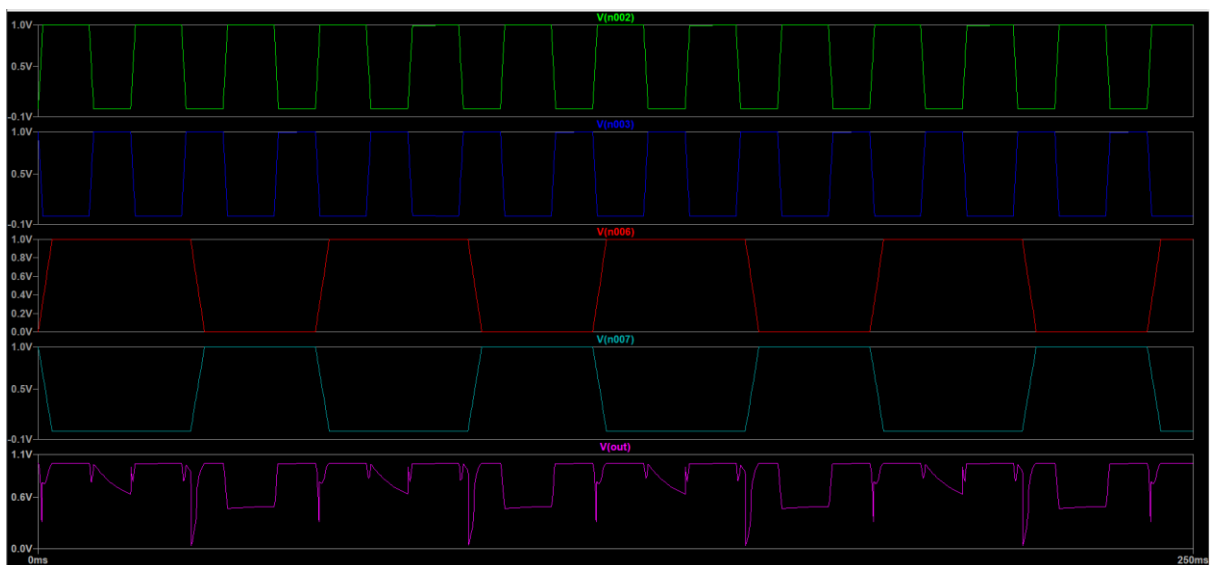 V(n002)
1.0V
0.5V
-0.1V
V(n003)
1.0V
0.5V
-0.1V
V(n006)
1.0V
0.8V
0.6V
0.4V
0.2V
0.0V
V(n007)
1.0V
0.5V
-0.1V
V(out)
1.1V
0.6V
0.0V
0ms 250ms